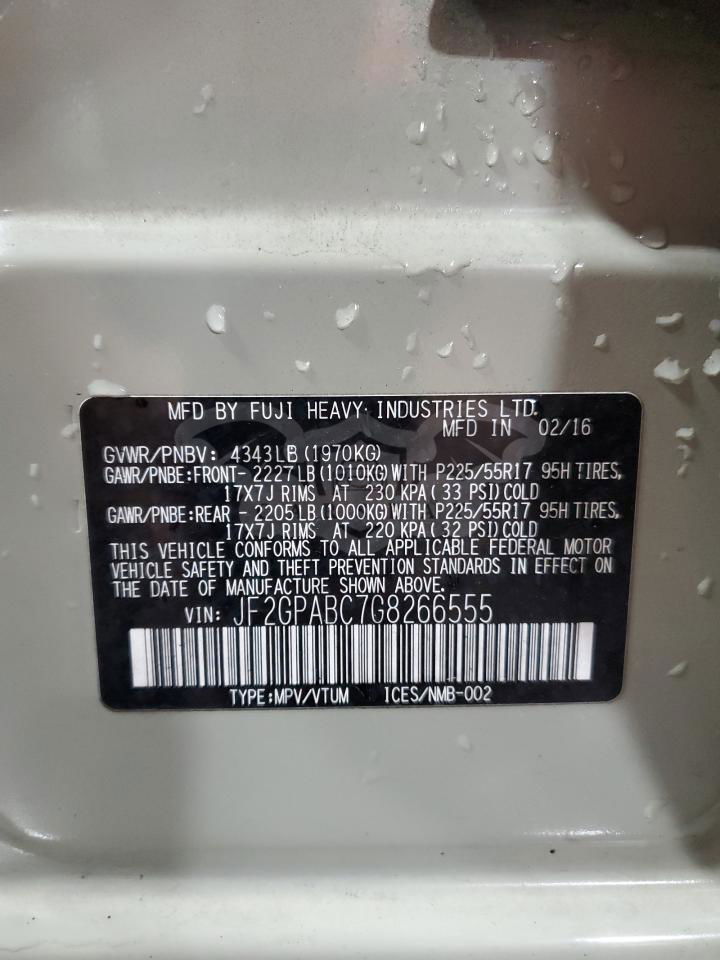 MFD BY FUJI HEAVY INDUSTRIES LTD.
MFD IN 02/16
GVWR/PNBV: 4343LB (1970KG)
GAWR/PNBE:FRONT- 2227LB(1010KG)WITH P225/55R17 95H TIRES,
17X7J RIMS AT 230 KPA(33 PSI)COLD
GAWR/PNBE:REAR - 2205LB(1000KG)WITH P225/55R17 95H TIRES,
17X7J RIMS AT 220 KPA(32 PSI)COLD
THIS VEHICLE CONFORMS TO ALL APPLICABLE FEDERAL MOTOR
VEHICLE SAFETY AND THEFT PREVENTION STANDARDS IN EFFECT ON
THE DATE OF MANUFACTURE SHOWN ABOVE.
VIN: JF2GPABC7G8266555
TYPE:MPV/VTUM ICES/NMB-002